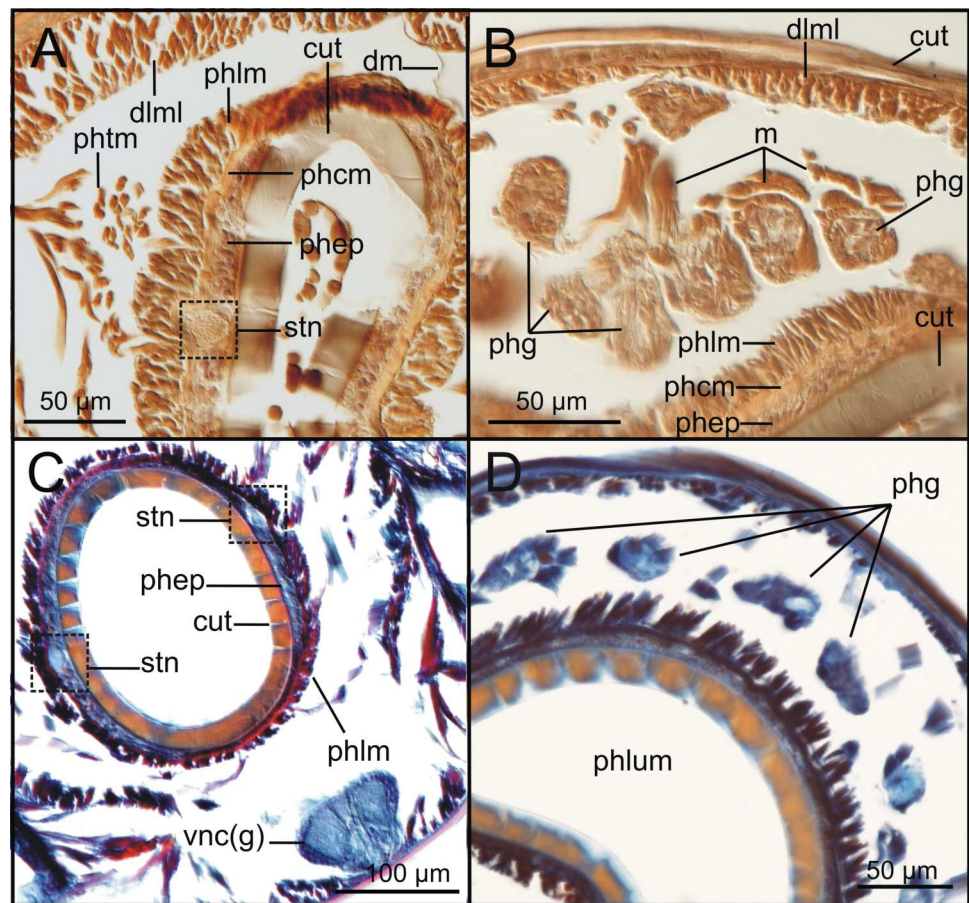 A
cut
phlm
dm
dlml
phtm
phcm
phep
stn
50 µm
B
dlml
cut
m
phg
phg
phlm
cut
phcm
phep
50 µm
C
stn
phep
cut
stn
phlm
vnc(g)
100 µm
D
phg
phlum
50 µm